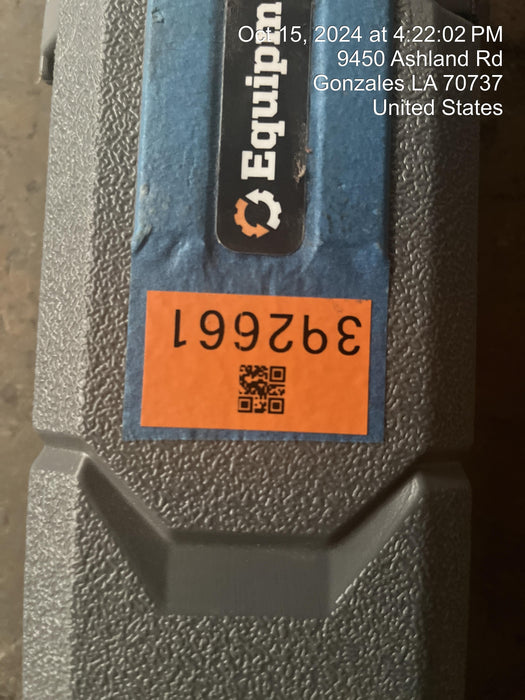 Oct 15, 2024 at 4:22:02 PM
9450 Ashland Rd
Gonzales LA 70737
United States
Equipm
392661